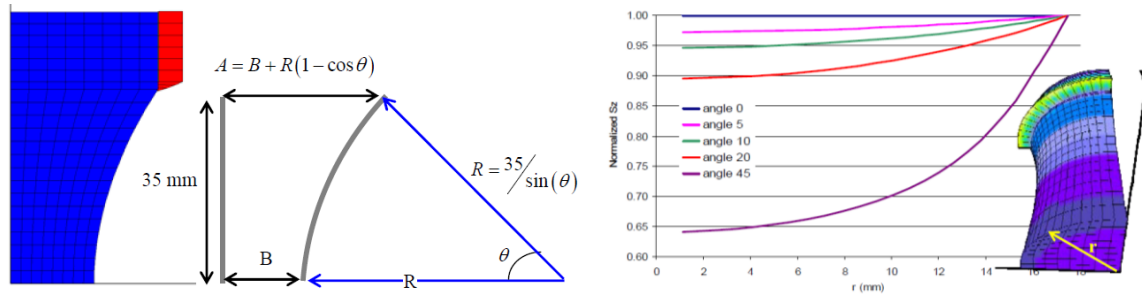 A = B + R(1 − cos θ)
35 mm
R = 35/sin(θ)
B
θ
R
1.00
0.95
0.90
0.85
0.80
0.75
0.70
0.65
0.60
Normalized Sz
angle 0
angle 5
angle 10
angle 20
angle 45
r
0
2
4
6
8
10
12
14
r (mm)